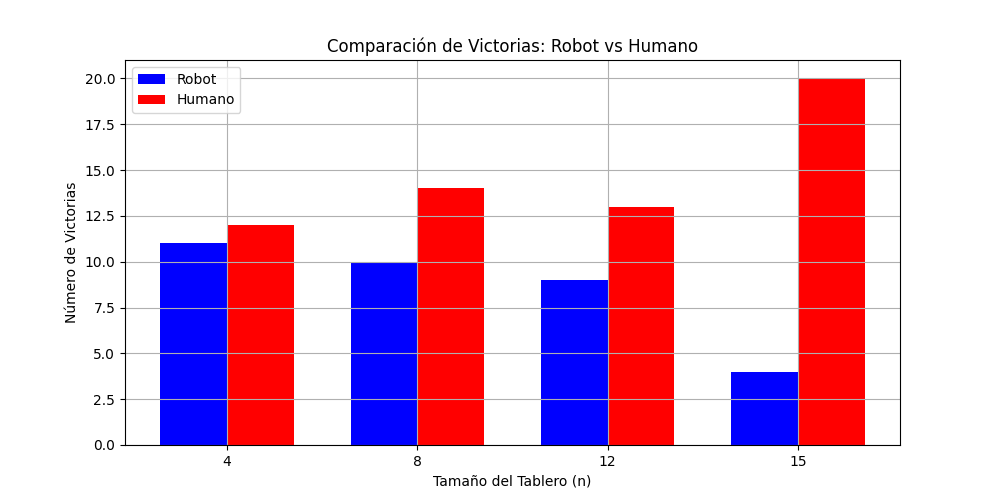 Comparación de Victorias: Robot vs Humano
Robot
Humano
Número de Victorias
20.0
17.5
15.0
12.5
10.0
7.5
5.0
2.5
0.0
4 8 12 15
Tamaño del Tablero (n)